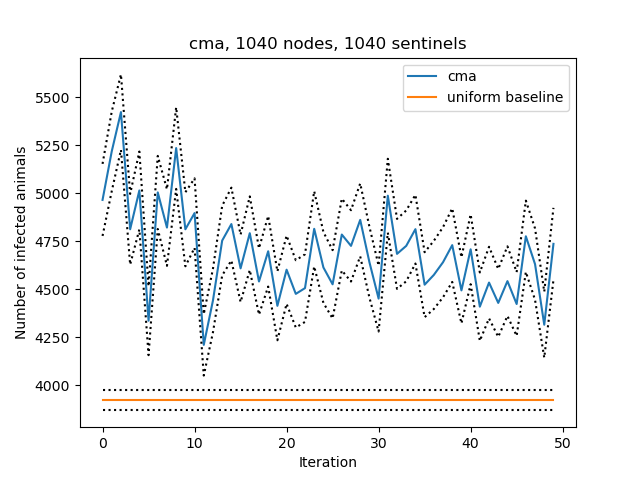 cma, 1040 nodes, 1040 sentinels
cma
uniform baseline
Number of infected animals
5500
5250
5000
4750
4500
4250
4000
0 10 20 30 40 50
Iteration